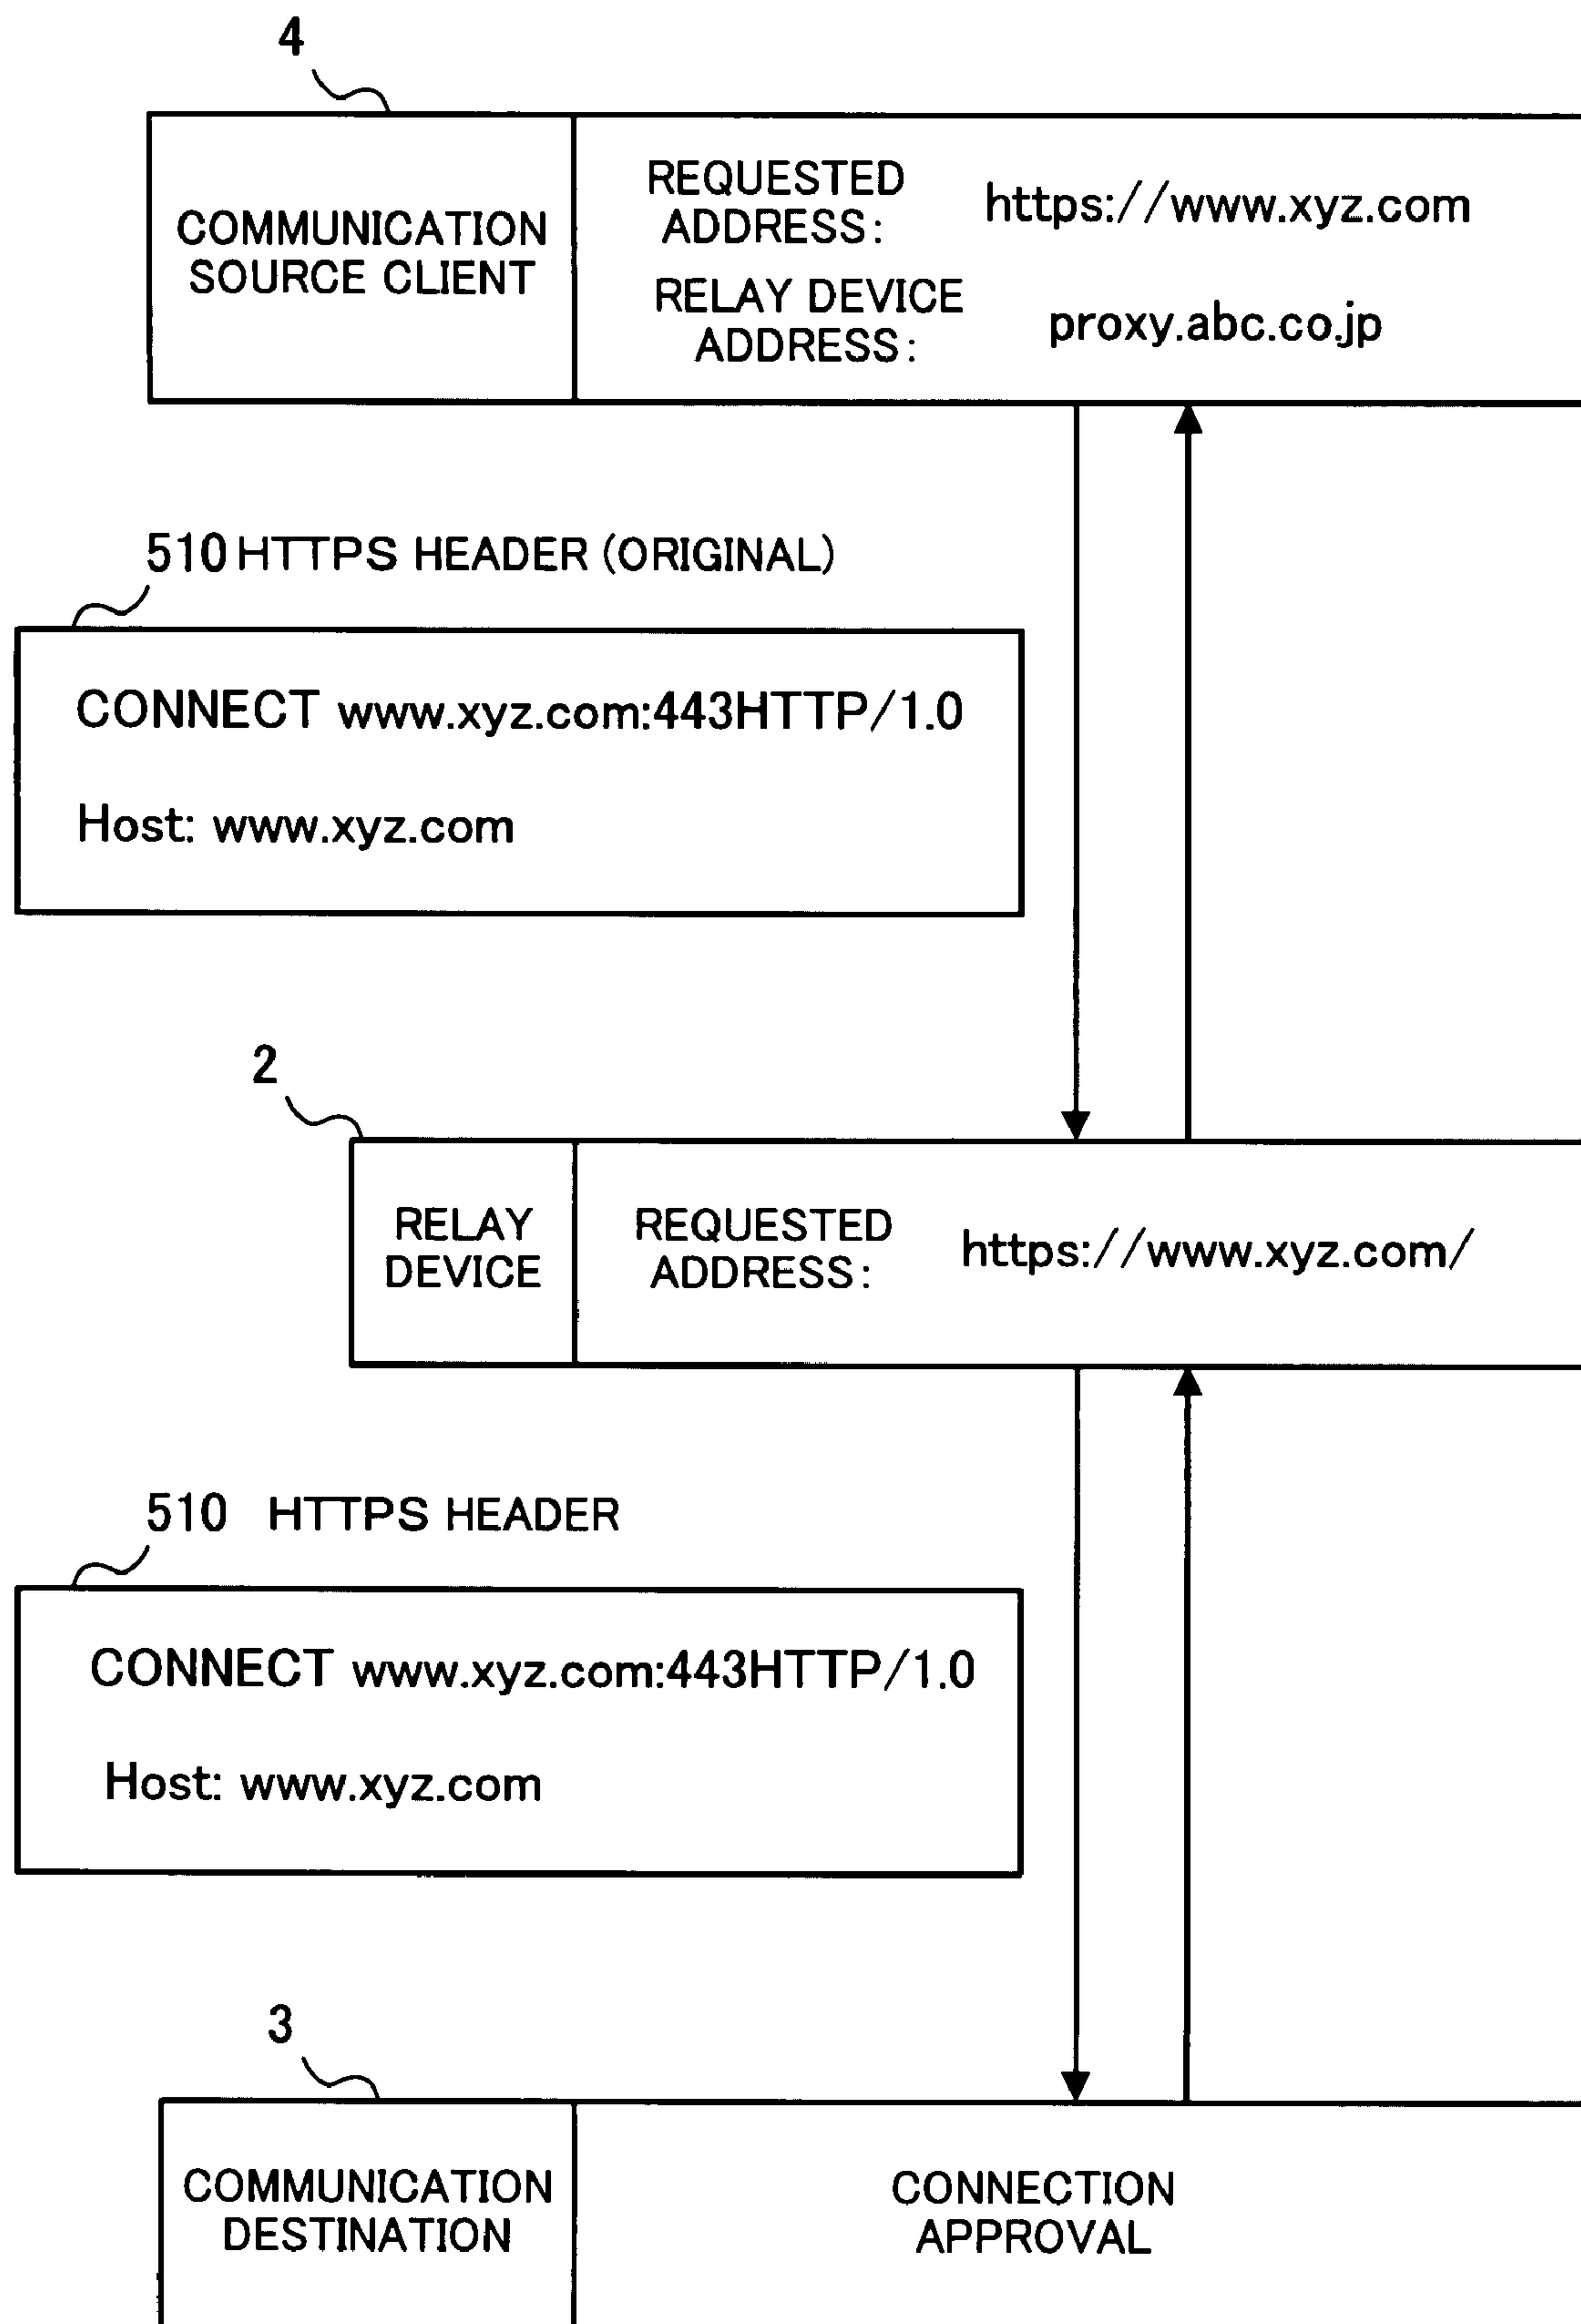 4
COMMUNICATION
SOURCE CLIENT
REQUESTED
ADDRESS:
https://www.xyz.com
RELAY DEVICE
ADDRESS:
proxy.abc.co.jp
510 HTTPS HEADER (ORIGINAL)
CONNECT www.xyz.com:443HTTP/1.0
Host: www.xyz.com
2
RELAY
DEVICE
REQUESTED
ADDRESS:
https://www.xyz.com/
510 HTTPS HEADER
CONNECT www.xyz.com:443HTTP/1.0
Host: www.xyz.com
3
COMMUNICATION
DESTINATION
CONNECTION
APPROVAL